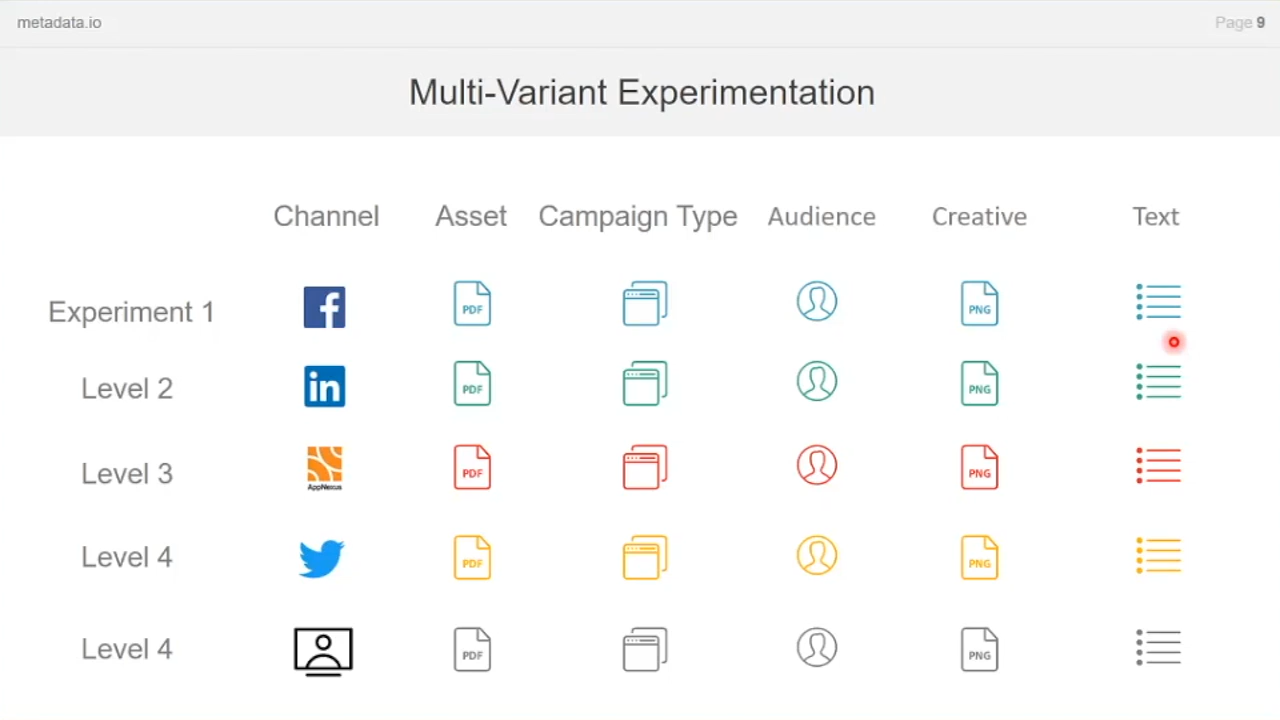 metadata.io
Page 9
Multi-Variant Experimentation
Channel Asset Campaign Type Audience Creative Text
Experiment 1 f PDF PNG
Level 2 in PDF PNG
Level 3 AppNexus PDF PNG
Level 4 PDF PNG
Level 4 PDF PNG